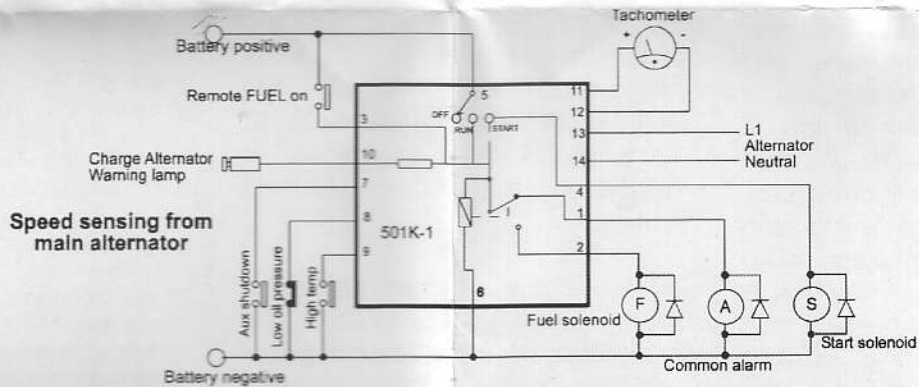 Tachometer
+
-
Battery positive
5
11
Remote FUEL on
OFF
RUN
START
12
3
13
L1
Alternator
Neutral
Charge Alternator
Warning lamp
10
14
7
4
Speed sensing from
main alternator
8
501K-1
1
9
2
Aux shutdown
Low oil pressure
High temp
6
F
A
S
Fuel solenoid
Start solenoid
Common alarm
Battery negative